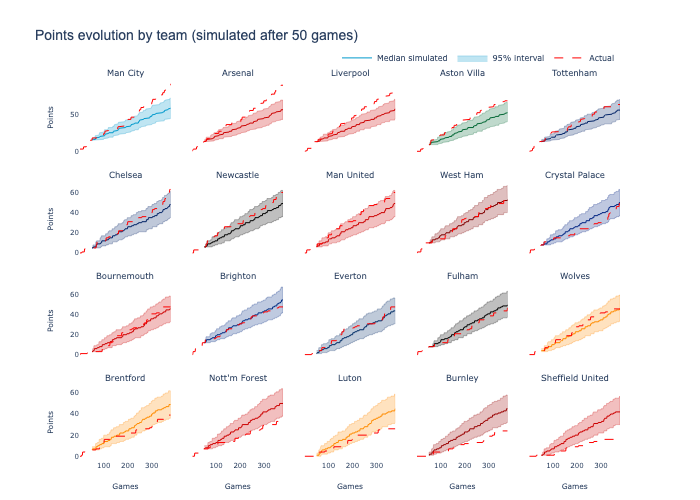 Points evolution by team (simulated after 50 games)
Median simulated 95% interval Actual
Man City Arsenal Liverpool Aston Villa Tottenham
Points
50
0
Chelsea Newcastle Man United West Ham Crystal Palace
Points
60
40
20
0
Bournemouth Brighton Everton Fulham Wolves
Points
60
40
20
0
Brentford Nott'm Forest Luton Burnley Sheffield United
Points
60
40
20
0
100 200 300 100 200 300 100 200 300 100 200 300 100 200 300
Games Games Games Games Games